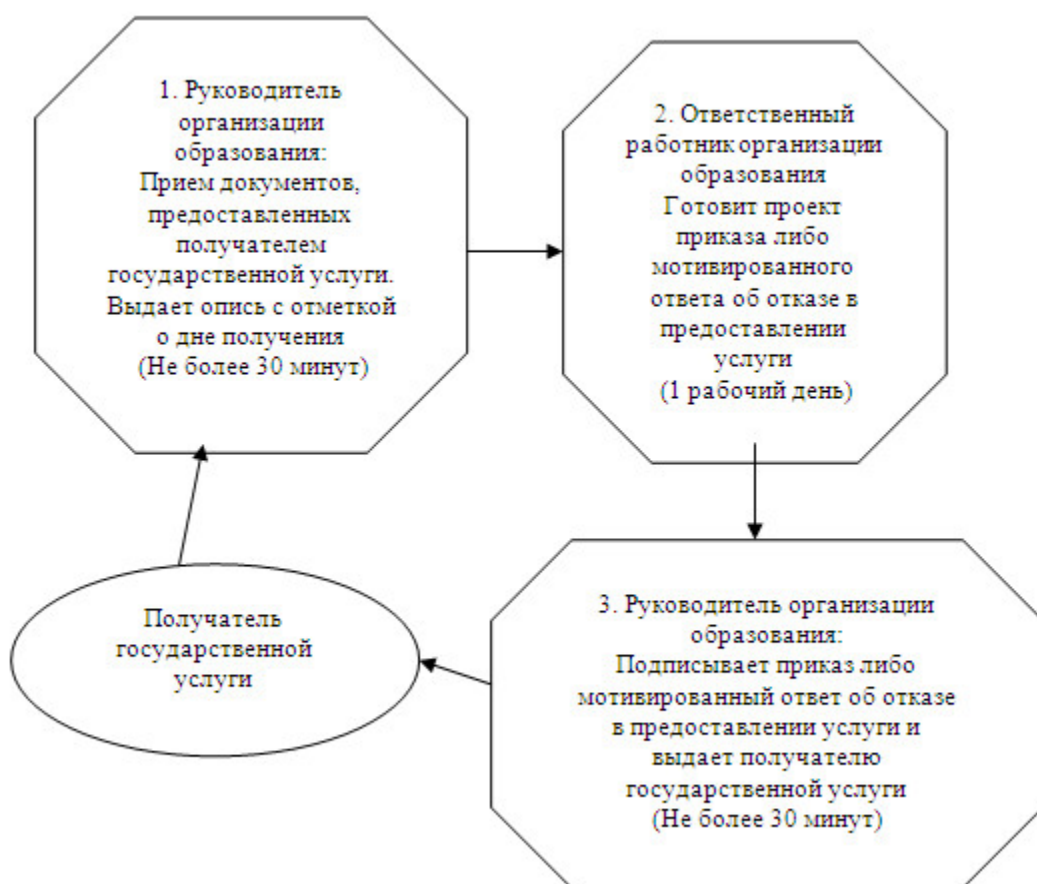 1. Руководитель
организации
образования:
Прием документов,
предоставленных
получателем
государственной услуги.
Выдает опись с отметкой
о дне получения
(Не более 30 минут)
2. Ответственный
работник организации
образования
Готовит проект
приказа либо
мотивированного
ответа об отказе в
предоставлении
услуги
(1 рабочий день)
3. Руководитель организации
образования:
Подписывает приказ либо
мотивированный ответ об отказе
в предоставлении услуги и
выдает получателю
государственной услуги
(Не более 30 минут)
Получатель
государственной
услуги